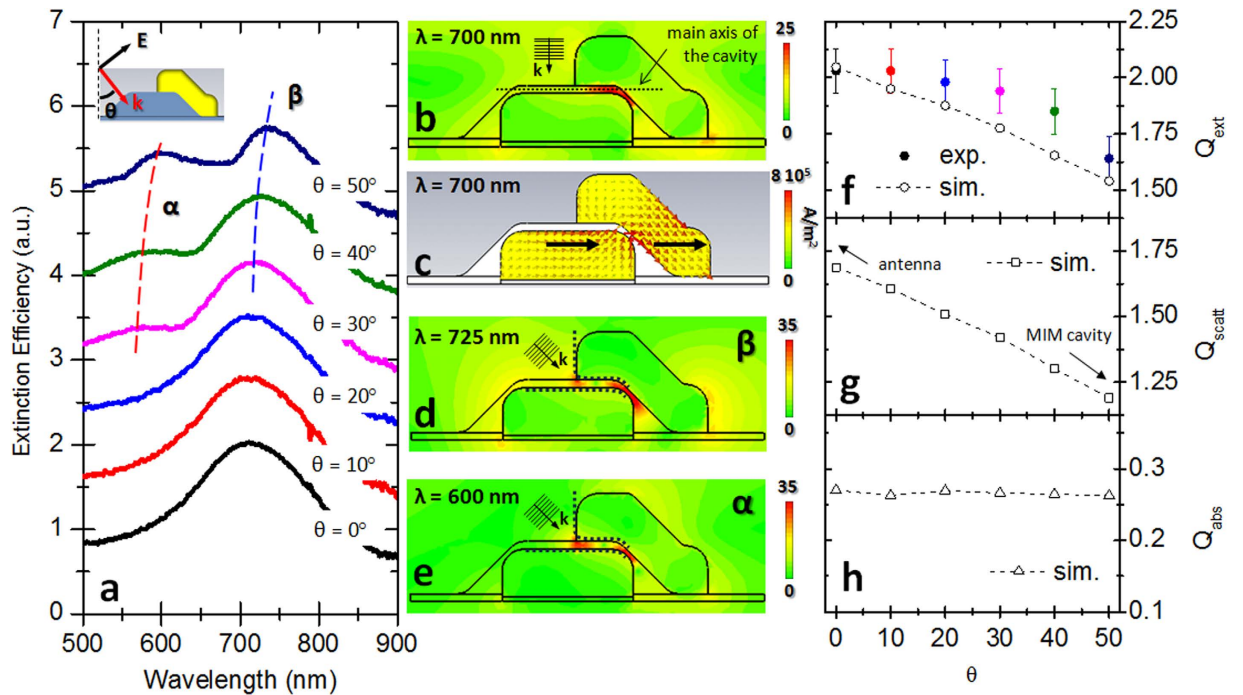 Extinction Efficiency (a.u.)
7
6
5
4
3
2
1
0
E
k
θ
α
β
θ = 50°
θ = 40°
θ = 30°
θ = 20°
θ = 10°
θ = 0°
a
500
600
700
800
900
Wavelength (nm)
λ = 700 nm
k
main axis of
the cavity
b
25
0
λ = 700 nm
c
8 10⁵
A/m²
0
λ = 725 nm
k
β
d
35
0
λ = 600 nm
k
α
e
35
0
f
exp.
sim.
2.25
2.00
1.75
1.50
Q_ext
antenna
sim.
MIM cavity
g
1.75
1.50
1.25
Q_scatt
h
sim.
0.3
0.2
0.1
Q_abs
0
10
20
30
40
50
θ